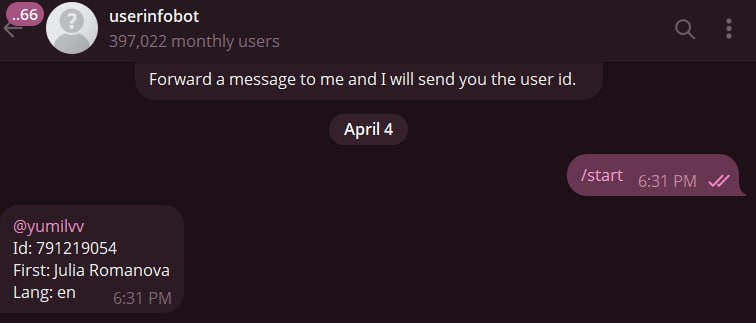 ..66
userinfobot
397,022 monthly users
Forward a message to me and I will send you the user id.
April 4
/start 6:31 PM
@yumilvv
Id: 791219054
First: Julia Romanova
Lang: en 6:31 PM